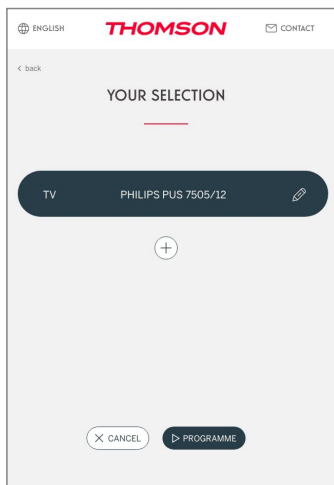 ENGLISH THOMSON CONTACT
< back
YOUR SELECTION
TV PHILIPS PUS 7505/12
CANCEL PROGRAMME